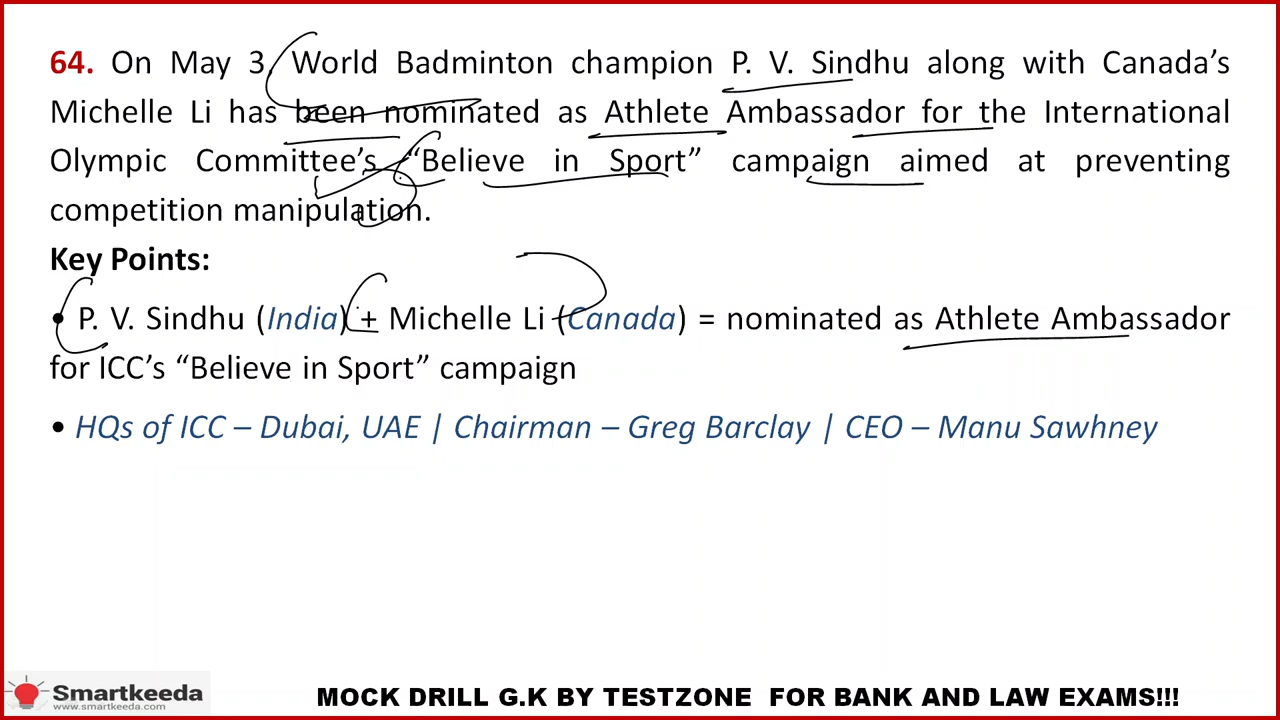 64. On May 3, World Badminton champion P. V. Sindhu along with Canada’s
Michelle Li has been nominated as Athlete Ambassador for the International
Olympic Committee’s “Believe in Sport” campaign aimed at preventing
competition manipulation.
Key Points:
• P. V. Sindhu (India) + Michelle Li (Canada) = nominated as Athlete Ambassador
for ICC’s “Believe in Sport” campaign
• HQs of ICC – Dubai, UAE | Chairman – Greg Barclay | CEO – Manu Sawhney
Smartkeeda
www.smartkeeda.com
MOCK DRILL G.K BY TESTZONE FOR BANK AND LAW EXAMS!!!